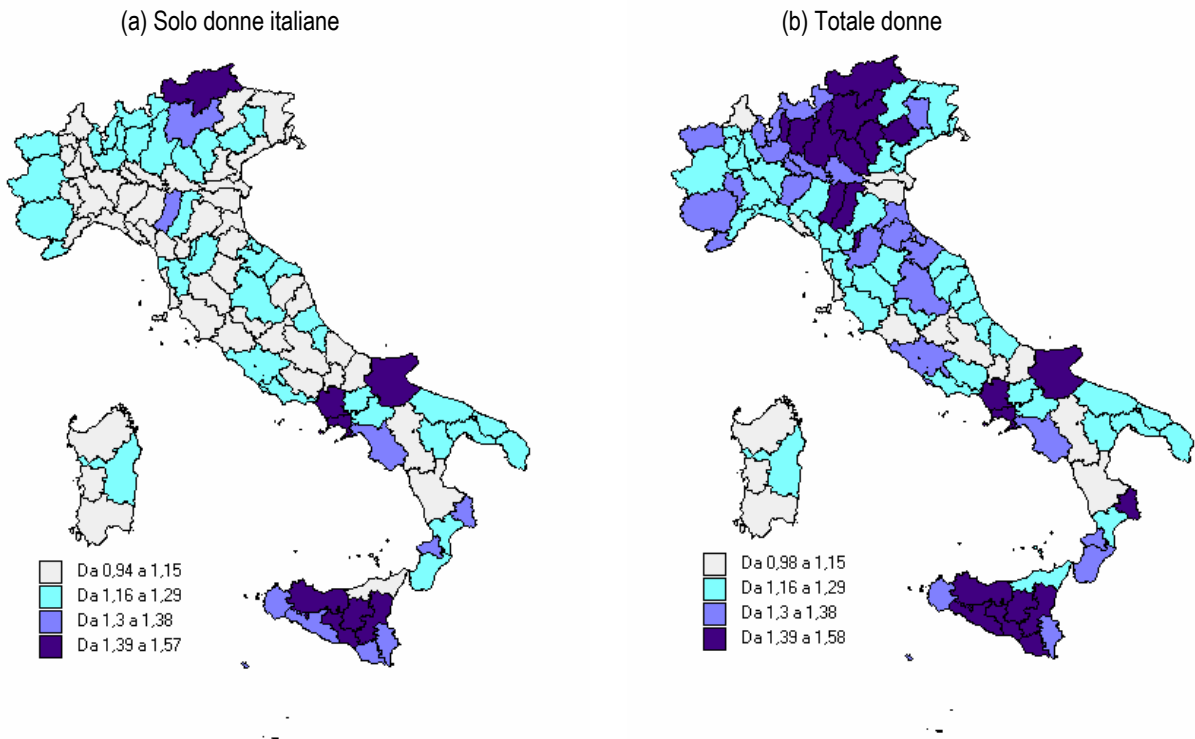 (a) Solo donne italiane
(b) Totale donne
Da 0,94 a 1,15
Da 1,16 a 1,29
Da 1,3 a 1,38
Da 1,39 a 1,57
Da 0,98 a 1,15
Da 1,16 a 1,29
Da 1,3 a 1,38
Da 1,39 a 1,58